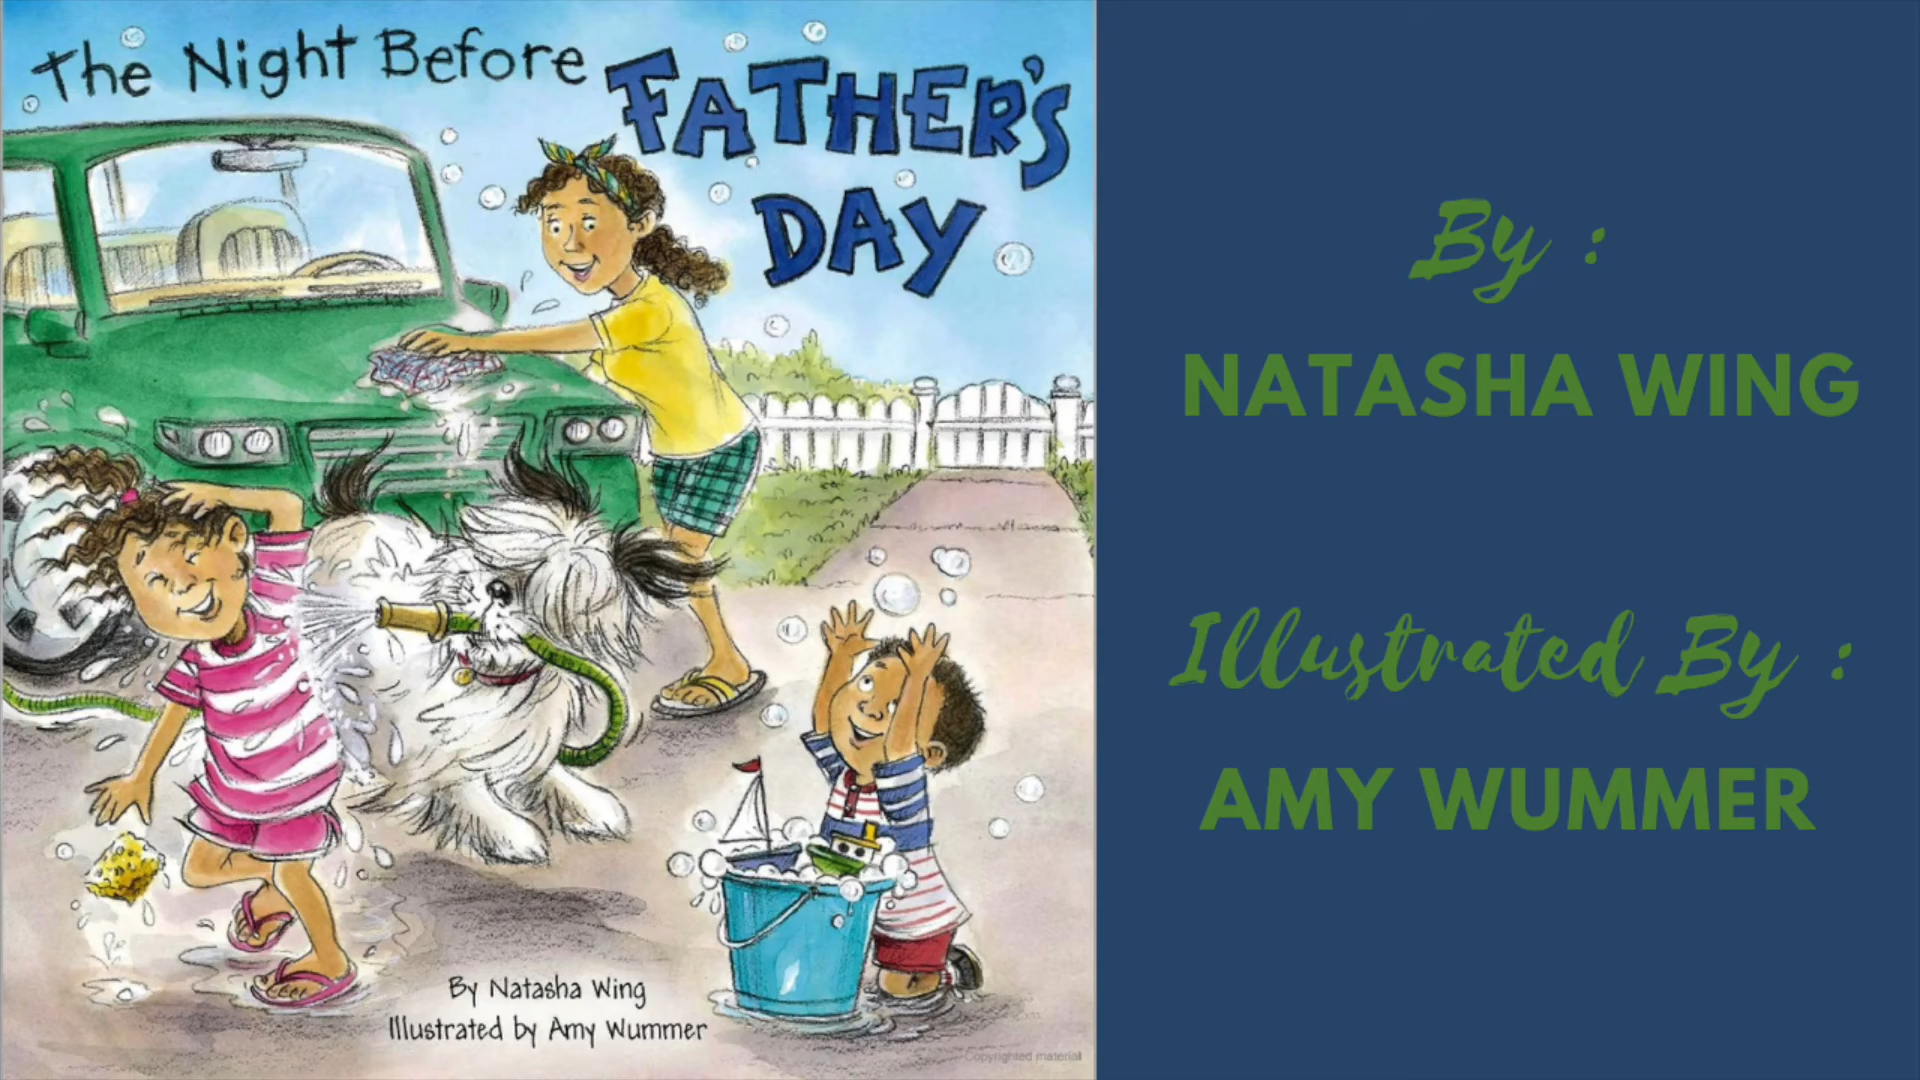 The Night Before
FATHER'S
DAY
By Natasha Wing
Illustrated by Amy Wummer
Copyrighted material
By :
NATASHA WING
Illustrated By :
AMY WUMMER